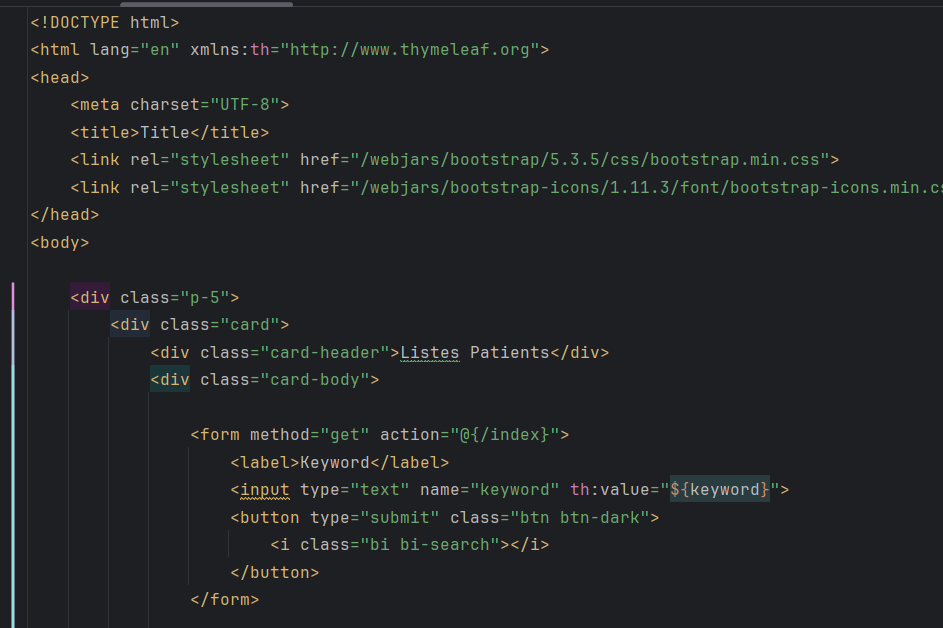 <!DOCTYPE html>
<html lang="en" xmlns:th="http://www.thymeleaf.org">
<head>
    <meta charset="UTF-8">
    <title>Title</title>
    <link rel="stylesheet" href="/webjars/bootstrap/5.3.5/css/bootstrap.min.css">
    <link rel="stylesheet" href="/webjars/bootstrap-icons/1.11.3/font/bootstrap-icons.min.cs
</head>
<body>
    <div class="p-5">
        <div class="card">
            <div class="card-header">Listes Patients</div>
            <div class="card-body">
                <form method="get" action="@{/index}">
                    <label>Keyword</label>
                    <input type="text" name="keyword" th:value="${keyword}">
                    <button type="submit" class="btn btn-dark">
                        <i class="bi bi-search"></i>
                    </button>
                </form>